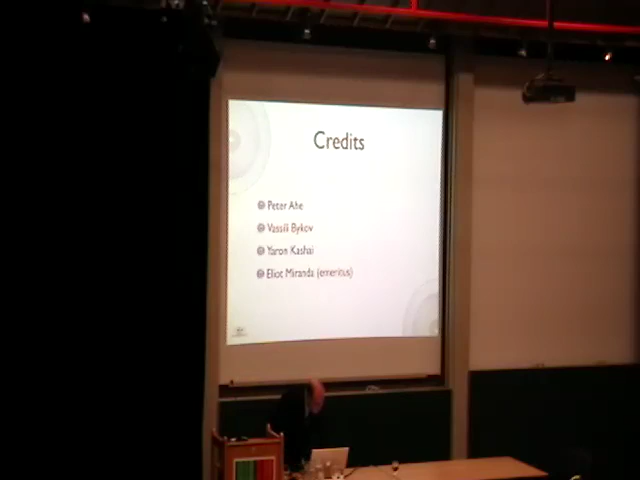 Credits
Peter Ahe
Vassili Bykov
Yaron Kashai
Eliot Miranda (emeritus)